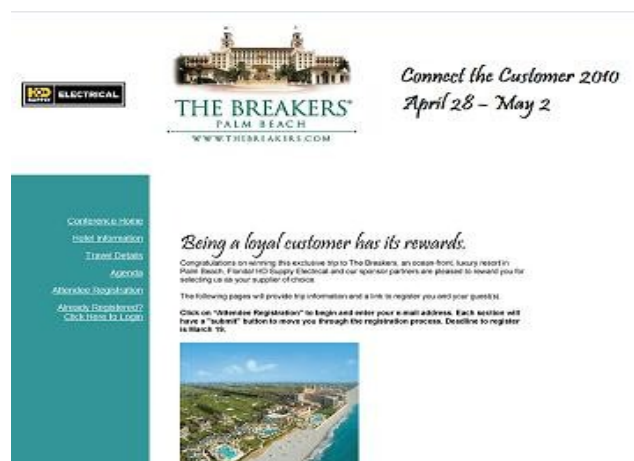 HD SUPPLY ELECTRICAL
THE BREAKERS®
PALM BEACH
WWW.THEBREAKERS.COM
Connect the Customer 2010
April 28 – May 2
Conference Home
Hotel Information
Travel Details
Agenda
Attendee Registration
Already Registered?
Click Here to Login
Being a loyal customer has its rewards.
Congratulations on winning this exclusive trip to The Breakers, an ocean-front, luxury resort in
Palm Beach, Florida! HD Supply Electrical and our sponsor partners are pleased to reward you for
selecting us as your supplier of choice.
The following pages will provide trip information and a link to register you and your guest(s).
Click on "Attendee Registration" to begin and enter your e-mail address. Each section will
have a "submit" button to move you through the registration process. Deadline to register
is March 19.